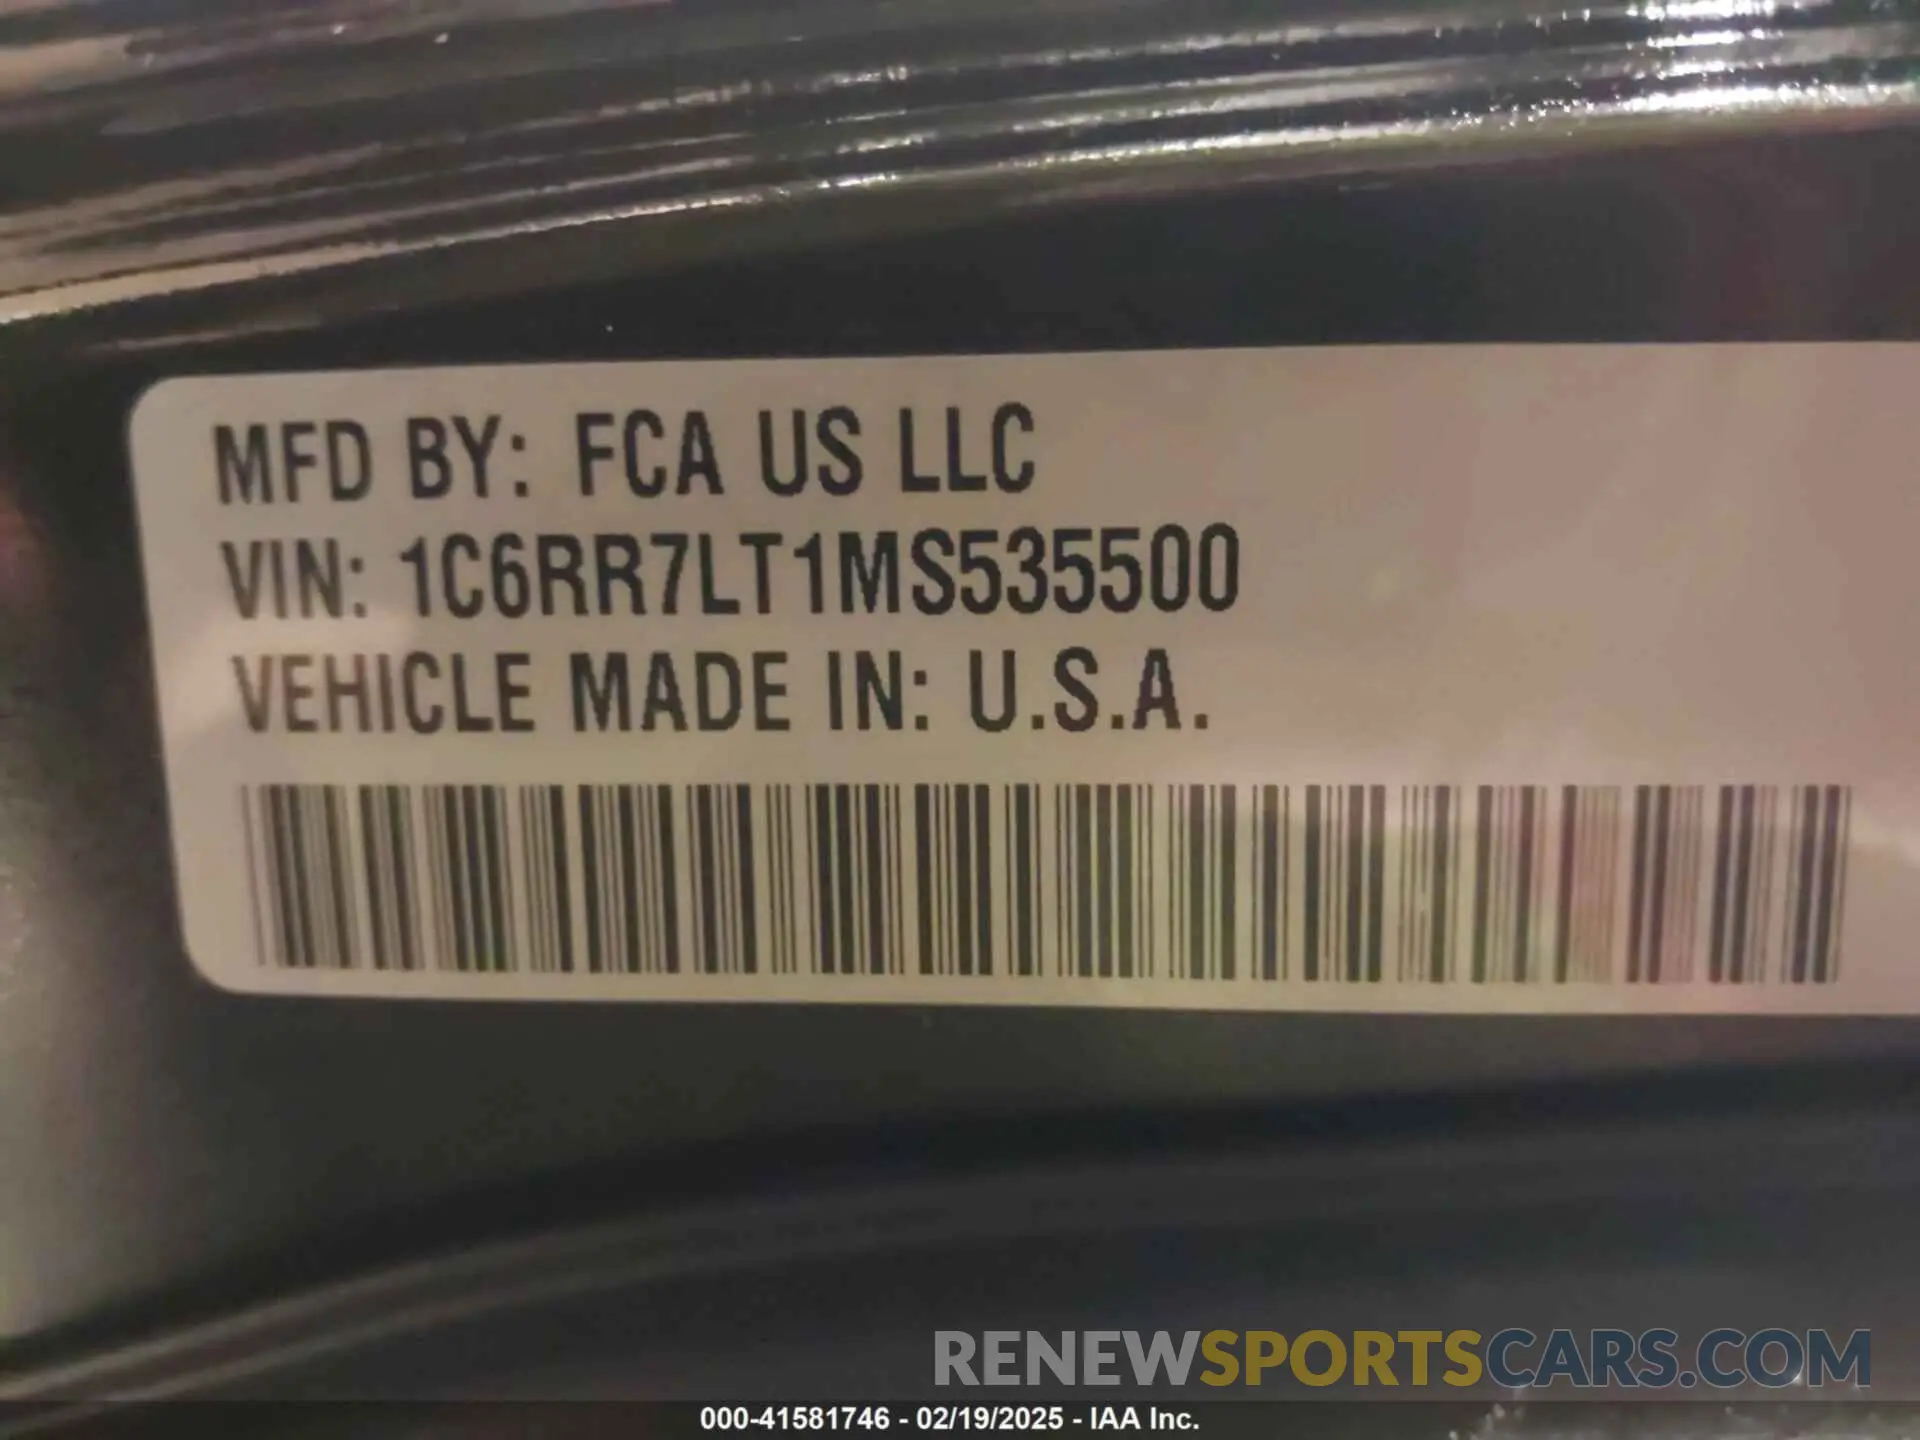 MFD BY: FCA US LLC
VIN: 1C6RR7LT1MS535500
VEHICLE MADE IN: U.S.A.
RENEWSPORTSCARS.COM
000-41581746 - 02/19/2025 - IAA Inc.